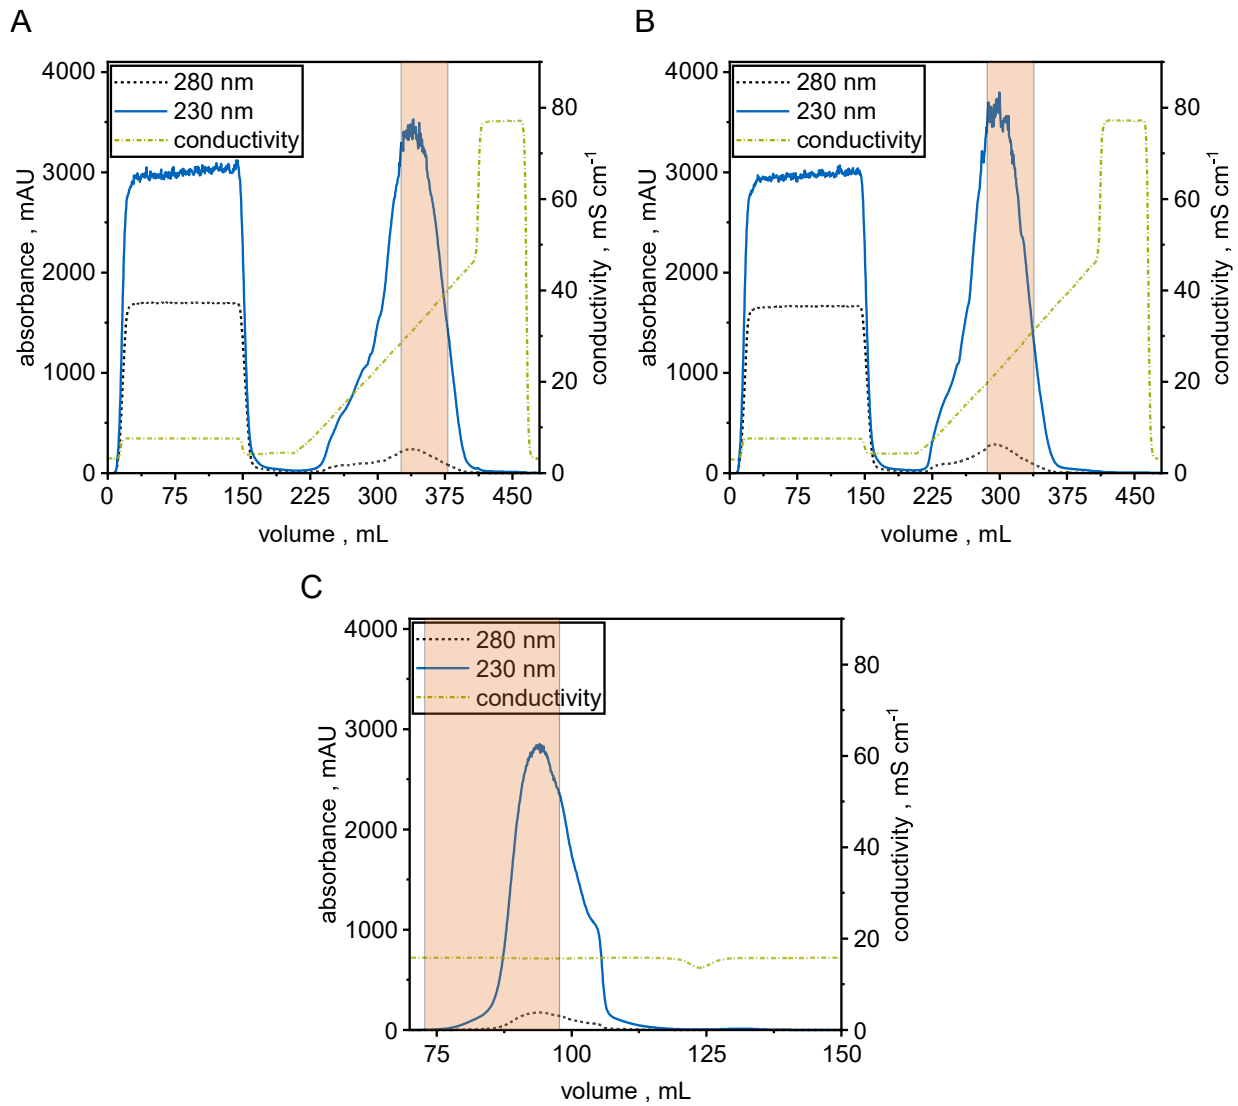 A
280 nm
230 nm
conductivity
4000
3000
2000
1000
0
absorbance , mAU
80
60
40
20
0
conductivity , mS cm⁻¹
0 75 150 225 300 375 450
volume , mL
B
280 nm
230 nm
conductivity
4000
3000
2000
1000
0
absorbance , mAU
80
60
40
20
0
conductivity , mS cm⁻¹
0 75 150 225 300 375 450
volume , mL
C
280 nm
230 nm
conductivity
4000
3000
2000
1000
0
absorbance , mAU
80
60
40
20
0
conductivity , mS cm⁻¹
75 100 125 150
volume , mL